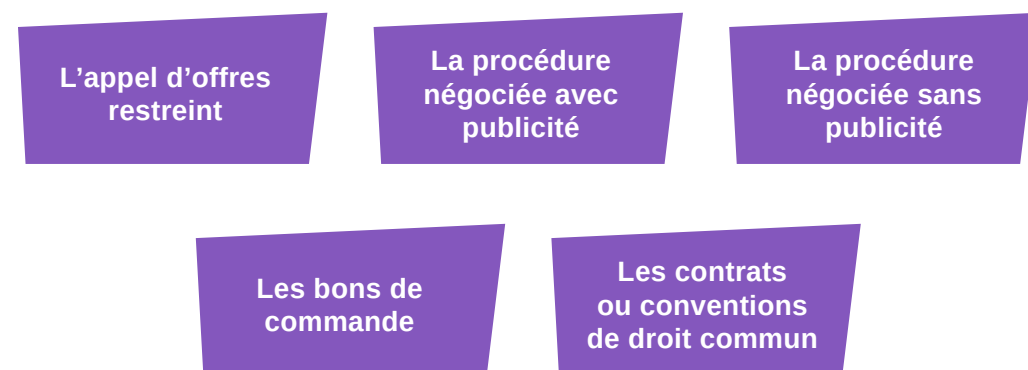 L’appel d’offres
restreint
La procédure
négociée avec
publicité
La procédure
négociée sans
publicité
Les bons de
commande
Les contrats
ou conventions
de droit commun